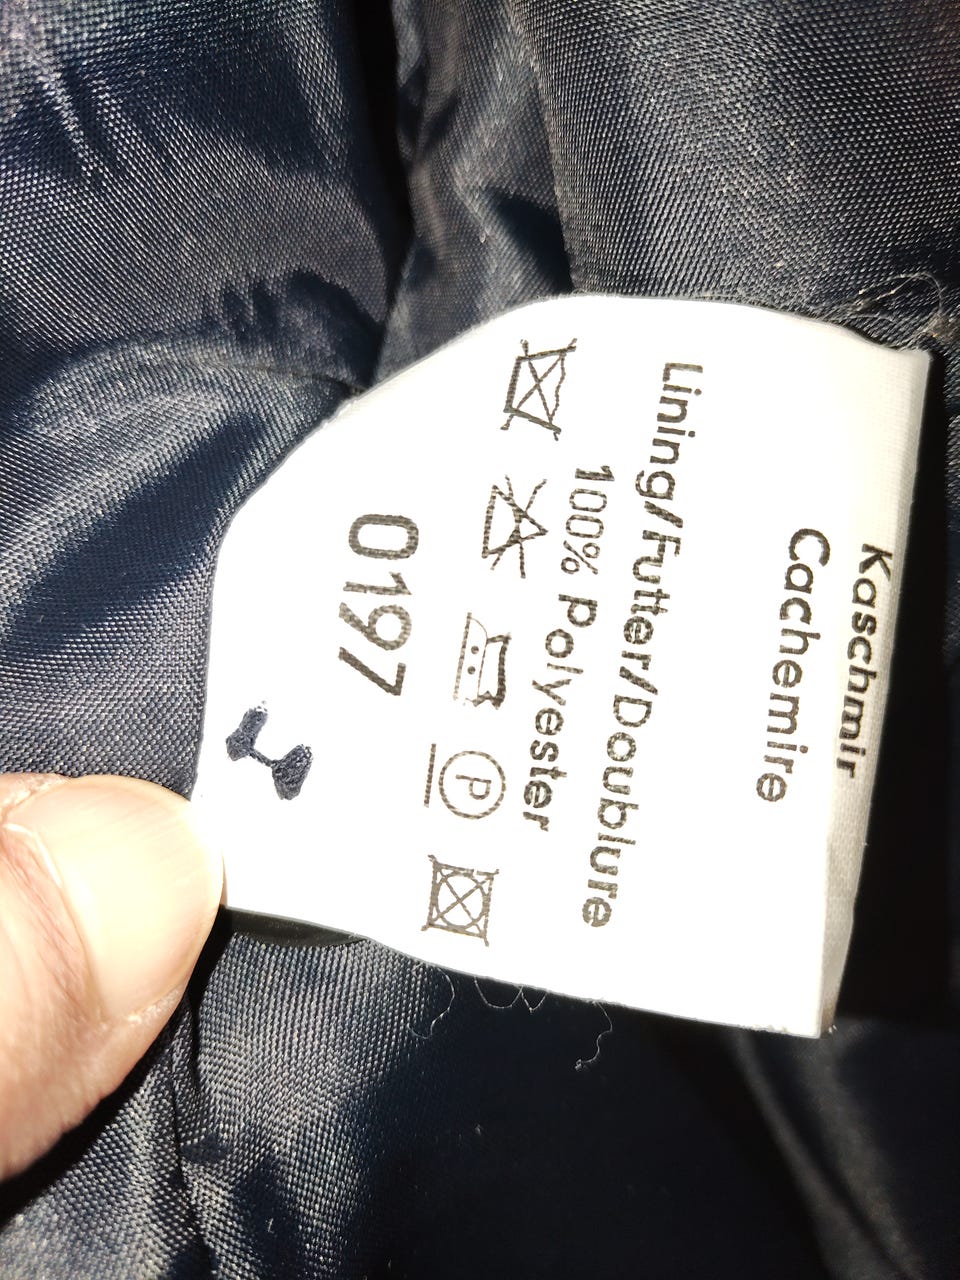 Kaschmir
Cachemire
Lining/Futter/Doublure
100% Polyester
P
0197